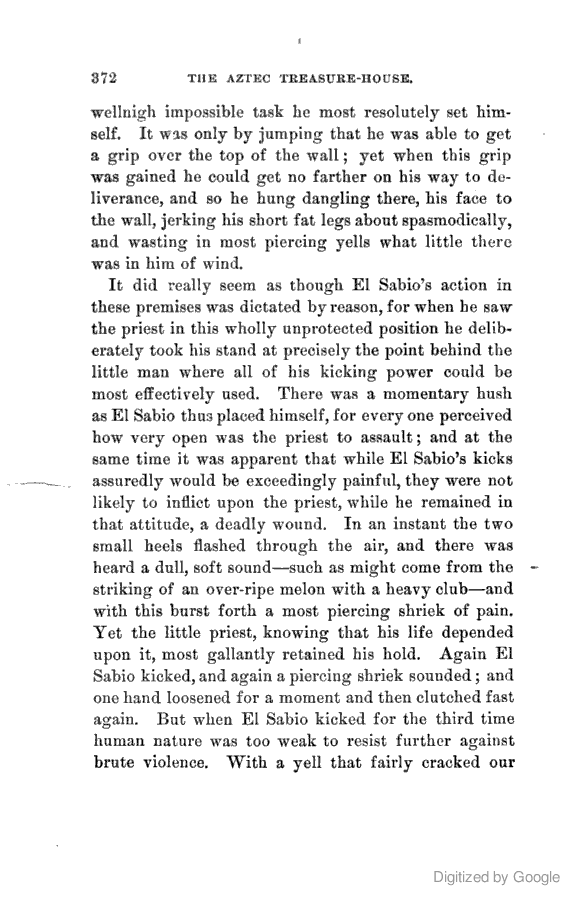 372 THE AZTEC TREASURE-HOUSE.
wellnigh impossible task he most resolutely set him-
self. It was only by jumping that he was able to get
a grip over the top of the wall; yet when this grip
was gained he could get no farther on his way to de-
liverance, and so he hung dangling there, his face to
the wall, jerking his short fat legs about spasmodically,
and wasting in most piercing yells what little there
was in him of wind.
It did really seem as though El Sabio's action in
these premises was dictated by reason, for when he saw
the priest in this wholly unprotected position he delib-
erately took his stand at precisely the point behind the
little man where all of his kicking power could be
most effectively used. There was a momentary hush
as El Sabio thus placed himself, for every one perceived
how very open was the priest to assault; and at the
same time it was apparent that while El Sabio's kicks
assuredly would be exceedingly painful, they were not
likely to inflict upon the priest, while he remained in
that attitude, a deadly wound. In an instant the two
small heels flashed through the air, and there was
heard a dull, soft sound—such as might come from the
striking of an over-ripe melon with a heavy club—and
with this burst forth a most piercing shriek of pain.
Yet the little priest, knowing that his life depended
upon it, most gallantly retained his hold. Again El
Sabio kicked, and again a piercing shriek sounded; and
one hand loosened for a moment and then clutched fast
again. But when El Sabio kicked for the third time
human nature was too weak to resist further against
brute violence. With a yell that fairly cracked our
Digitized by Google